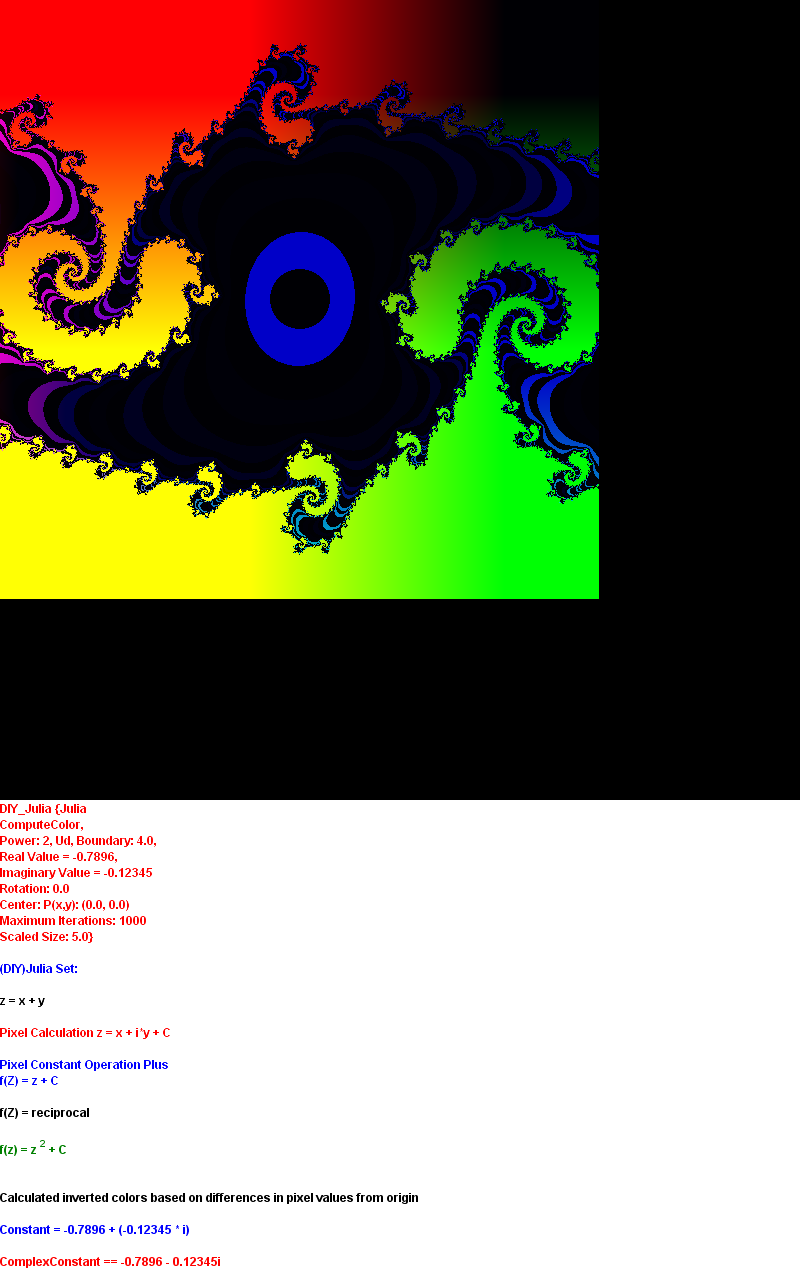 DIY_Julia {Julia
ComputeColor,
Power: 2, Ud, Boundary: 4.0,
Real Value = -0.7896,
Imaginary Value = -0.12345
Rotation: 0.0
Center: P(x,y): (0.0, 0.0)
Maximum Iterations: 1000
Scaled Size: 5.0}
(DIY)Julia Set:
z = x + y
Pixel Calculation z = x + i*y + C
Pixel Constant Operation Plus
f(Z) = z + C
f(Z) = reciprocal
f(z) = z ² + C
Calculated inverted colors based on differences in pixel values from origin
Constant = -0.7896 + (-0.12345 * i)
ComplexConstant == -0.7896 - 0.12345i